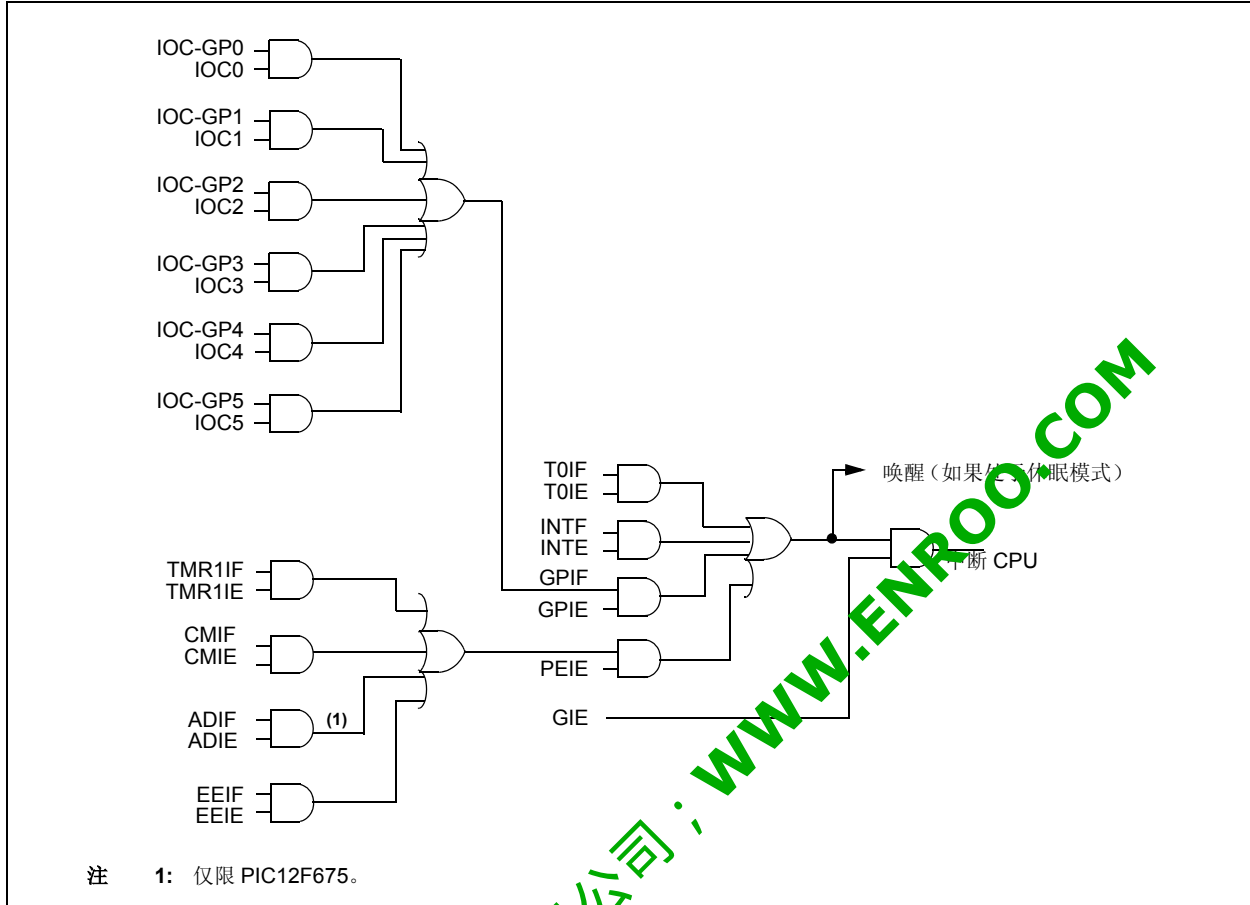 IOC-GP0
IOC0
IOC-GP1
IOC1
IOC-GP2
IOC2
IOC-GP3
IOC3
IOC-GP4
IOC4
IOC-GP5
IOC5
T0IF
T0IE
唤醒（如果处于休眠模式）
INTF
INTE
GPIF
GPIE
PEIE
GIE
中断 CPU
TMR1IF
TMR1IE
CMIF
CMIE
ADIF
ADIE
(1)
EEIF
EEIE
公司；WWW.ENROO.COM
注 1: 仅限 PIC12F675。